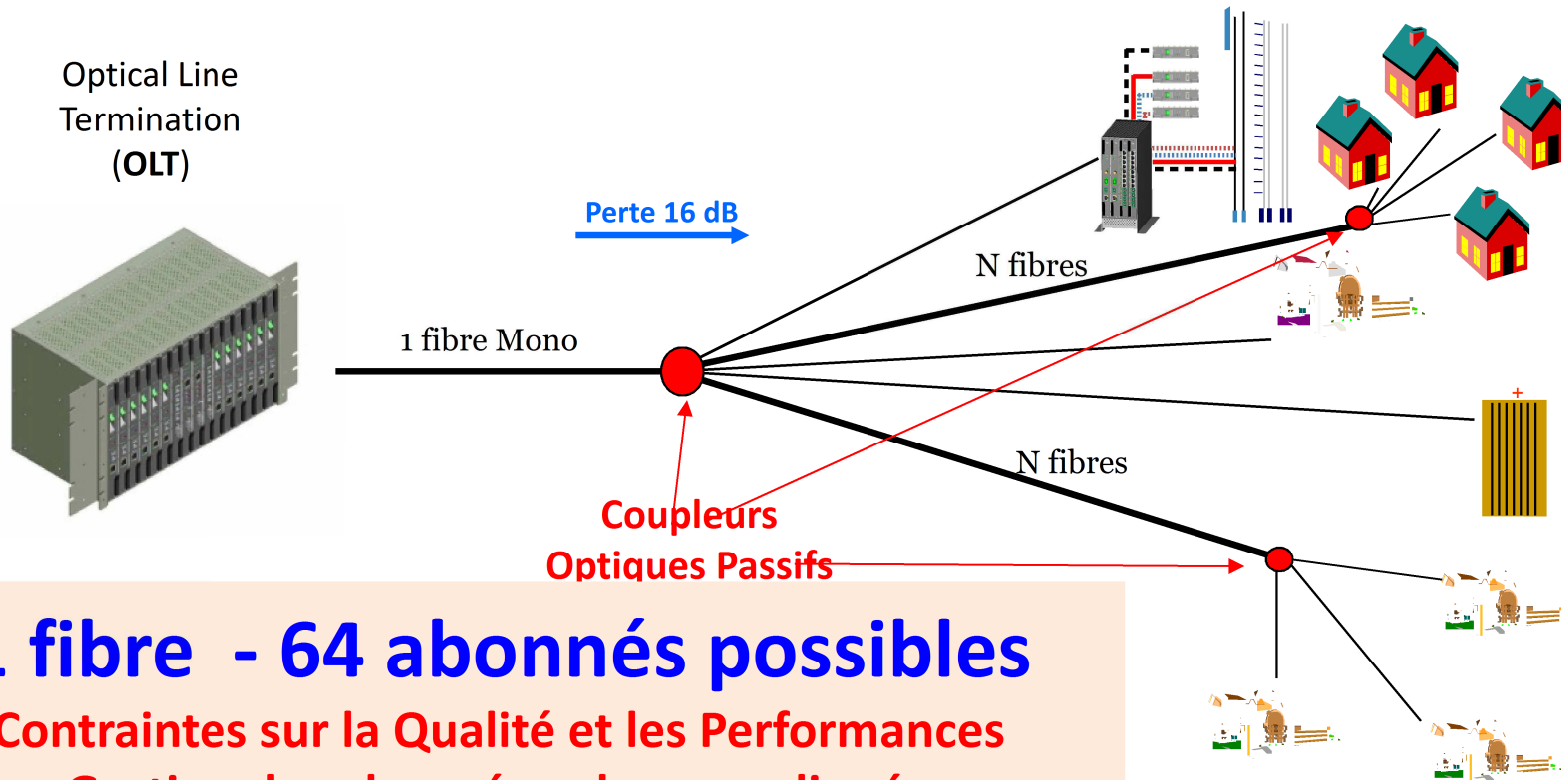 Optical Line
Termination
(OLT)
Perte 16 dB
N fibres
1 fibre Mono
N fibres
Coupleurs
Optiques Passifs
fibre - 64 abonnés possibles
Contraintes sur la Qualité et les Performances